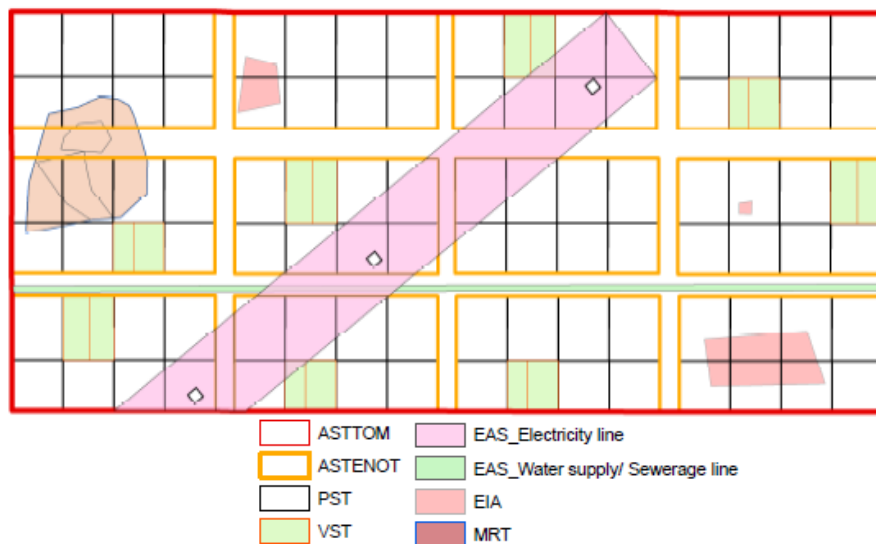 ASTTOM
EAS_Electricity line
ASTENOT
EAS_Water supply/ Sewerage line
PST
EIA
VST
MRT